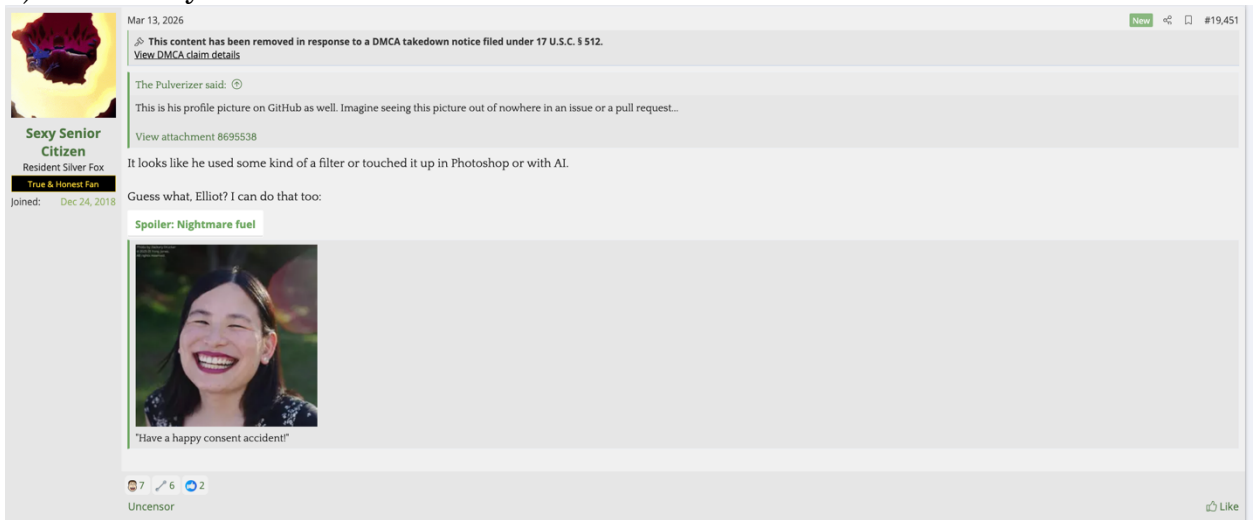 Mar 13, 2026
New
#19,451
This content has been removed in response to a DMCA takedown notice filed under 17 U.S.C. § 512.
View DMCA claim details
The Pulverizer said:
This is his profile picture on GitHub as well. Imagine seeing this picture out of nowhere in an issue or a pull request...
View attachment 8695538
Sexy Senior
Citizen
Resident Silver Fox
True & Honest Fan
Joined: Dec 24, 2018
It looks like he used some kind of a filter or touched it up in Photoshop or with AI.
Guess what, Elliot? I can do that too:
Spoiler: Nightmare fuel
"Have a happy consent accident!"
7 6 2
Uncensor
Like